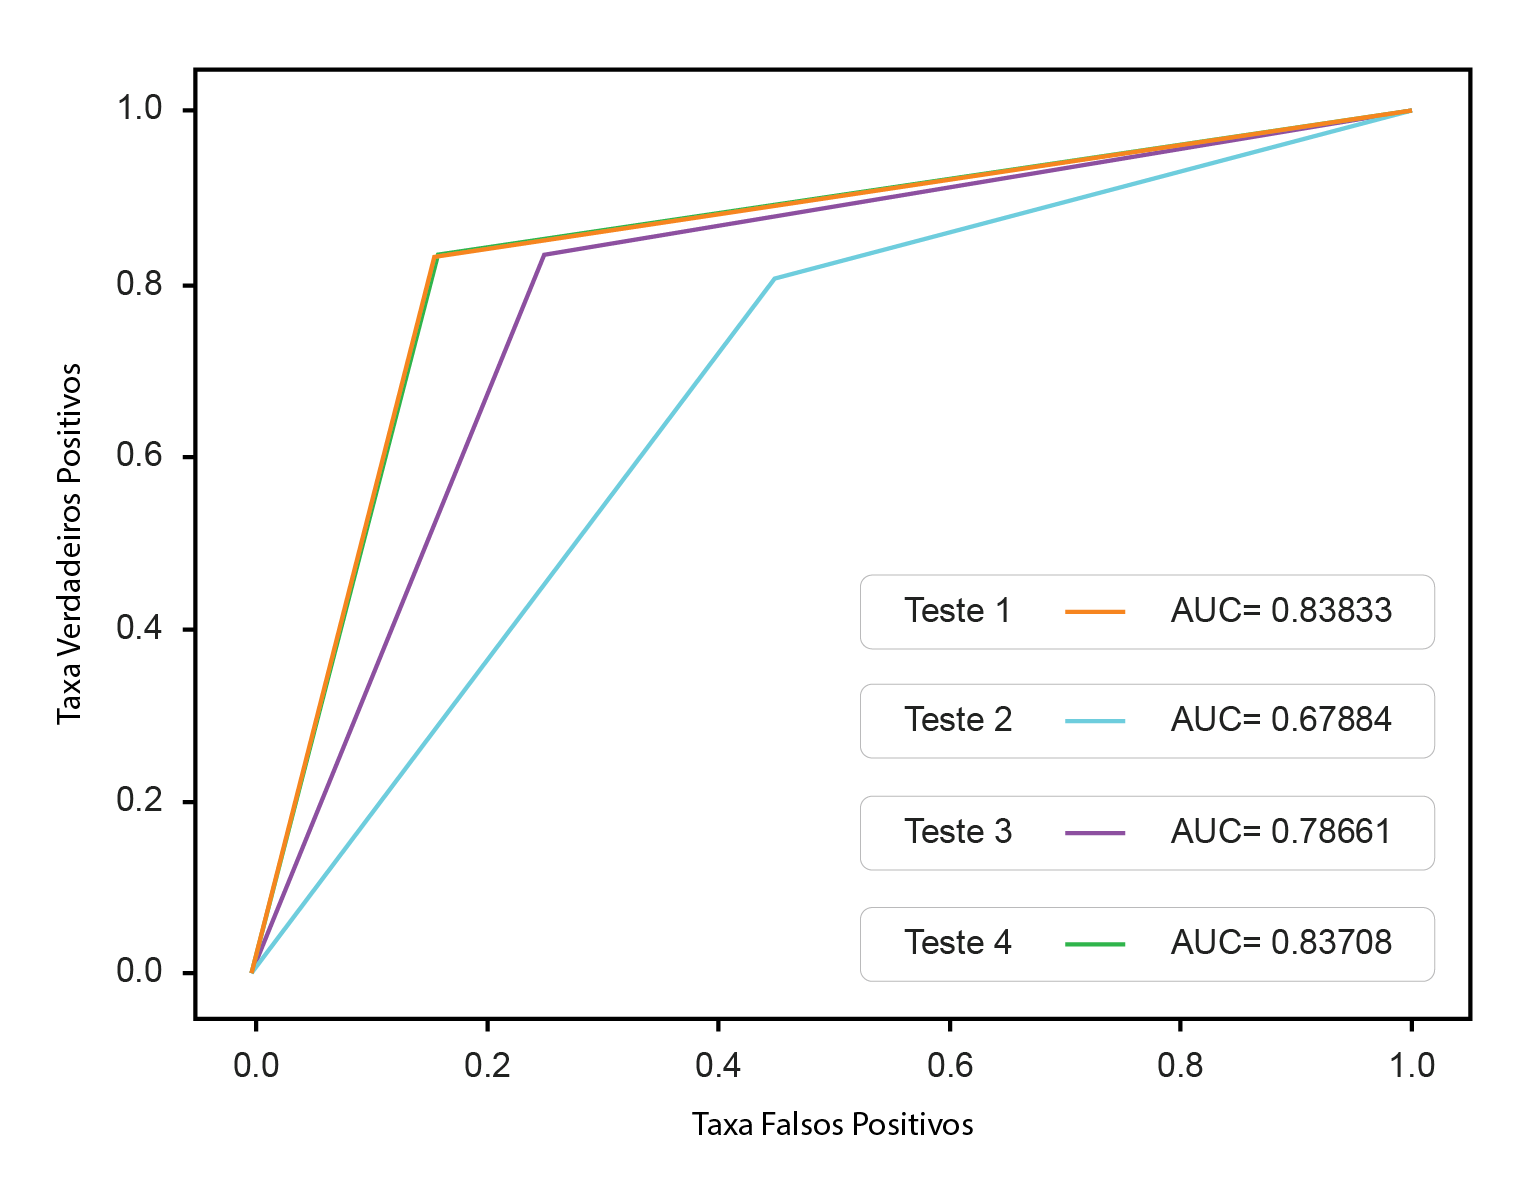 1.0
0.8
0.6
0.4
0.2
0.0
Taxa Verdadeiros Positivos
Teste 1 AUC= 0.83833
Teste 2 AUC= 0.67884
Teste 3 AUC= 0.78661
Teste 4 AUC= 0.83708
0.0 0.2 0.4 0.6 0.8 1.0
Taxa Falsos Positivos